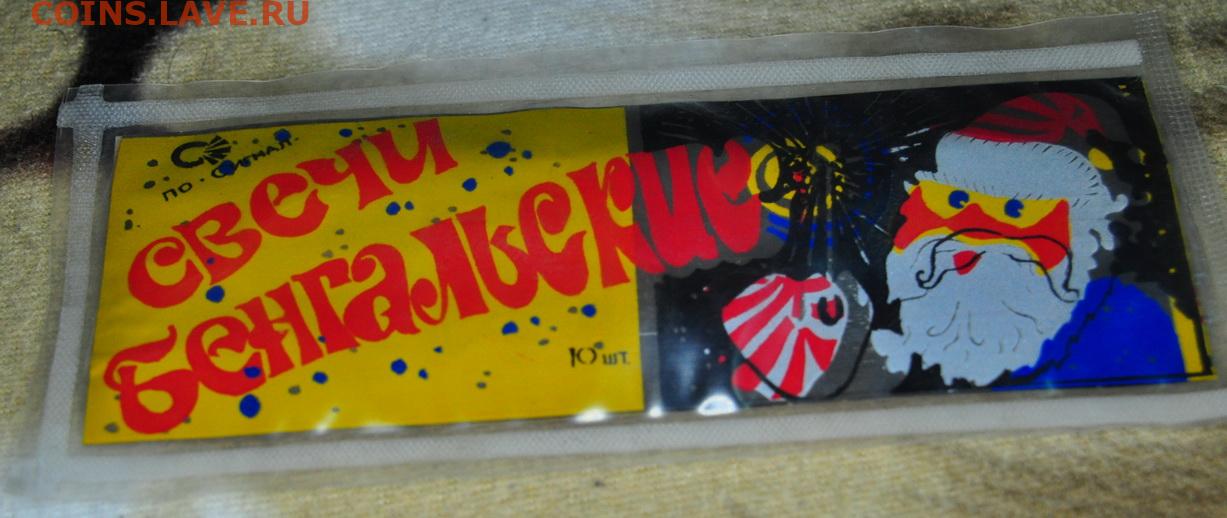 COINS.LAVE.RU
ПО · СИГНАЛ
СВЕЧИ
БЕНГАЛЬСКИЕ
10 ШТ.